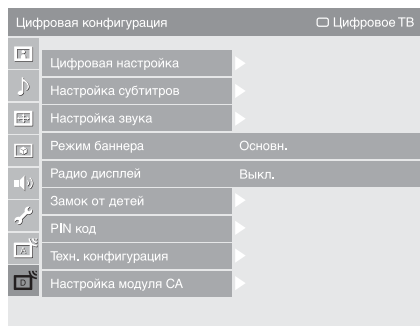 Цифровая конфигурация Цифровое ТВ
Цифровая настройка
Настройка субтитров
Настройка звука
Режим баннера Основн.
Радио дисплей Выкл.
Замок от детей
PIN код
Техн. конфигурация
A
D Настройка модуля CA